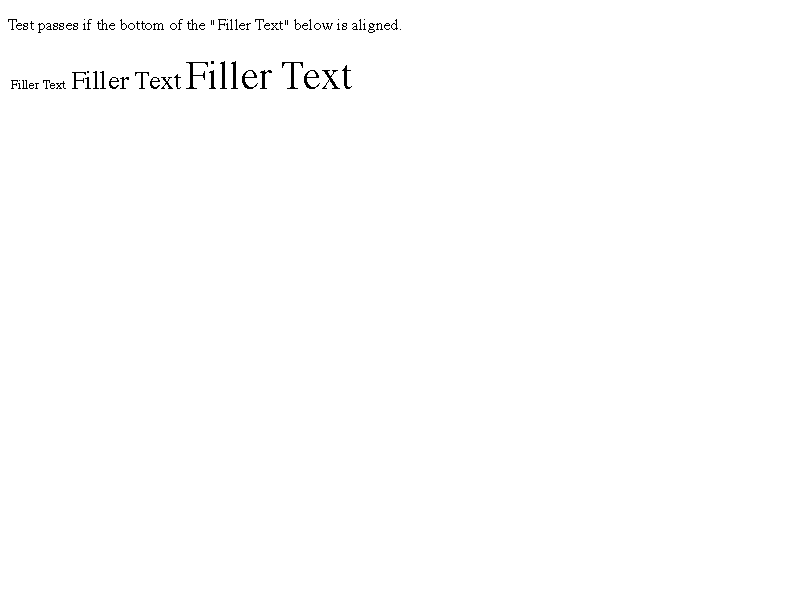 Test passes if the bottom of the "Filler Text" below is aligned.
Filler Text Filler Text Filler Text